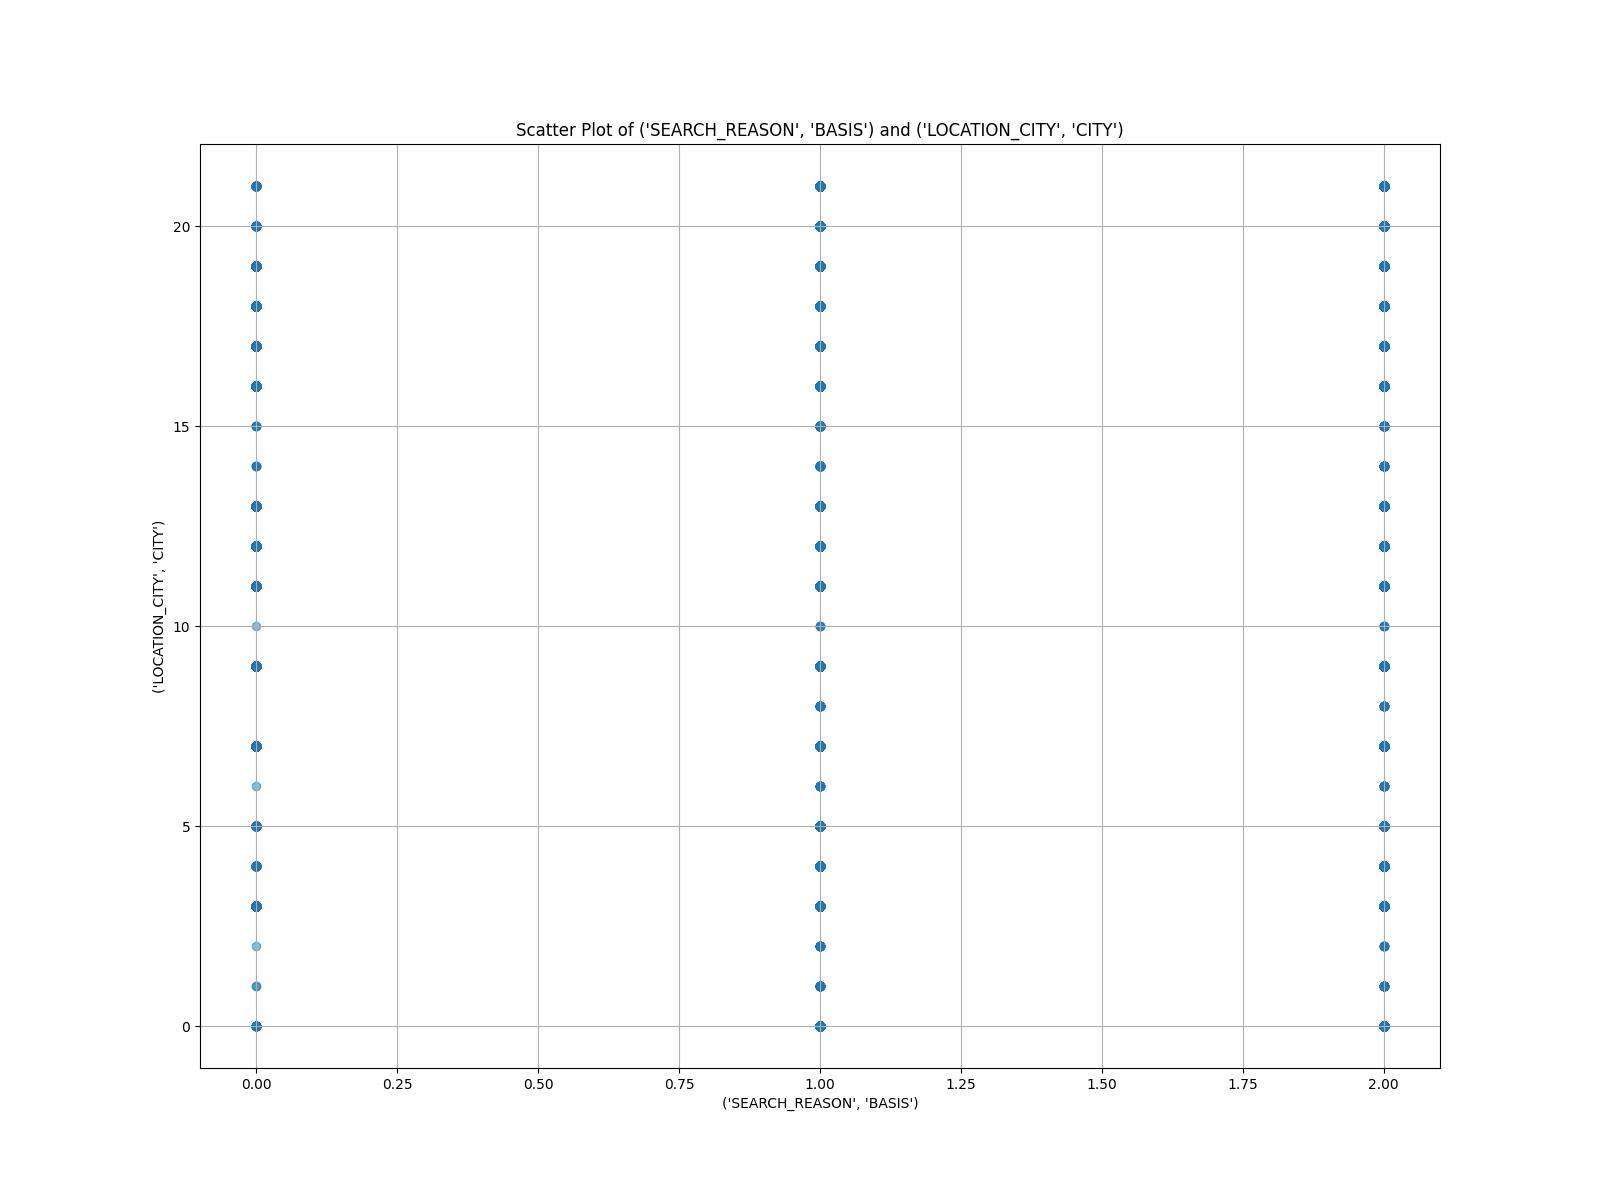 Scatter Plot of ('SEARCH_REASON', 'BASIS') and ('LOCATION_CITY', 'CITY')
20
15
10
5
0
('LOCATION_CITY', 'CITY')
0.00 0.25 0.50 0.75 1.00 1.25 1.50 1.75 2.00
('SEARCH_REASON', 'BASIS')